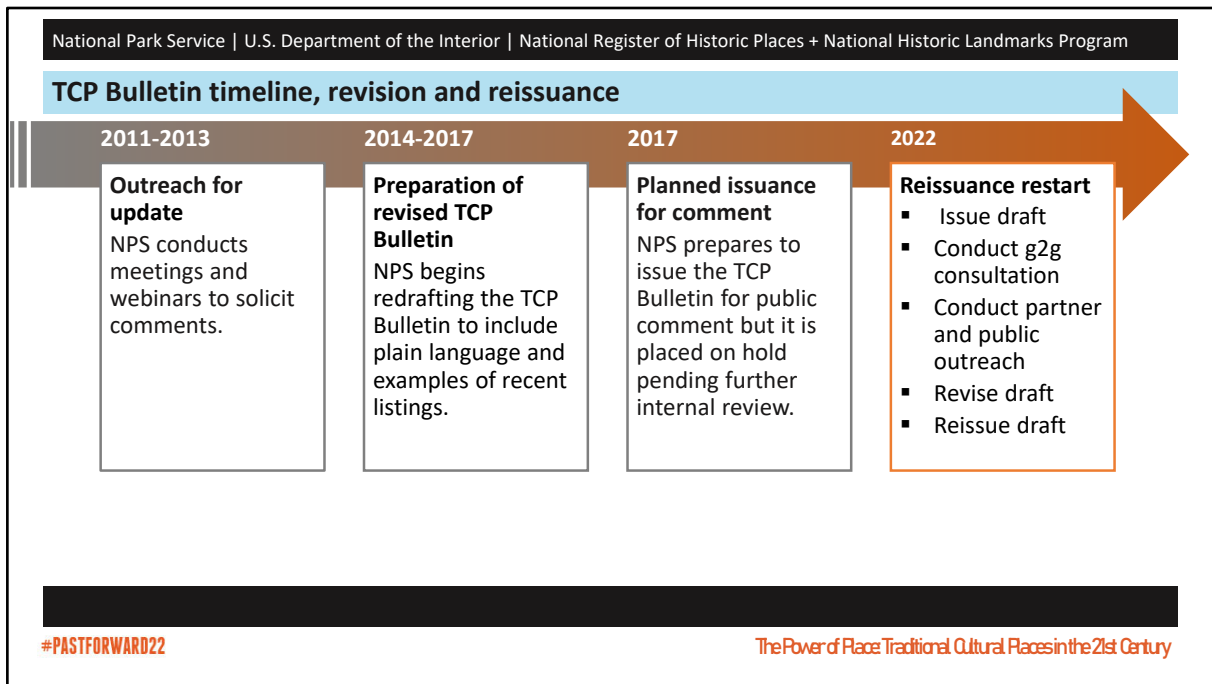 National Park Service | U.S. Department of the Interior | National Register of Historic Places + National Historic Landmarks Program
TCP Bulletin timeline, revision and reissuance
2011-2013
Outreach for
update
NPS conducts
meetings and
webinars to solicit
comments.
2014-2017
Preparation of
revised TCP
Bulletin
NPS begins
redrafting the TCP
Bulletin to include
plain language and
examples of recent
listings.
2017
Planned issuance
for comment
NPS prepares to
issue the TCP
Bulletin for public
comment but it is
placed on hold
pending further
internal review.
2022
Reissuance restart
▪ Issue draft
▪ Conduct g2g
consultation
▪ Conduct partner
and public
outreach
▪ Revise draft
▪ Reissue draft
#PASTFORWARD22
The Power of Place: Traditional Cultural Places in the 21st Century